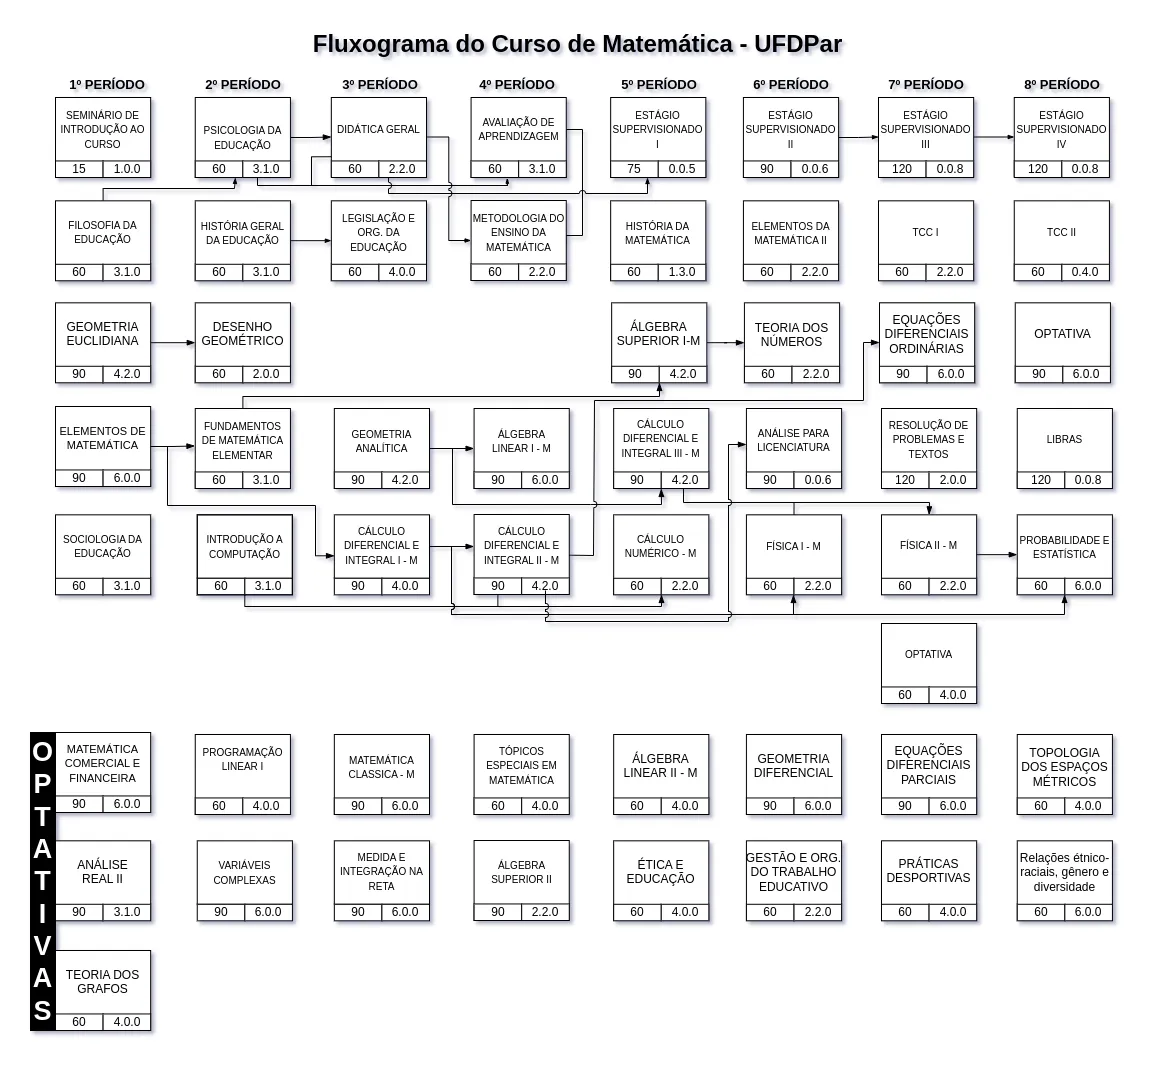 Fluxograma do Curso de Matemática - UFDPar
1º PERÍODO
2º PERÍODO
3º PERÍODO
4º PERÍODO
5º PERÍODO
6º PERÍODO
7º PERÍODO
8º PERÍODO
SEMINÁRIO DE
INTRODUÇÃO AO
CURSO
15 1.0.0
PSICOLOGIA DA
EDUCAÇÃO
60 3.1.0
DIDÁTICA GERAL
60 2.2.0
AVALIAÇÃO DE
APRENDIZAGEM
60 3.1.0
ESTÁGIO
SUPERVISIONADO
I
75 0.0.5
ESTÁGIO
SUPERVISIONADO
II
90 0.0.6
ESTÁGIO
SUPERVISIONADO
III
120 0.0.8
ESTÁGIO
SUPERVISIONADO
IV
120 0.0.8
FILOSOFIA DA
EDUCAÇÃO
60 3.1.0
HISTÓRIA GERAL
DA EDUCAÇÃO
60 3.1.0
LEGISLAÇÃO E
ORG. DA
EDUCAÇÃO
60 4.0.0
METODOLOGIA DO
ENSINO DA
MATEMÁTICA
60 2.2.0
HISTÓRIA DA
MATEMÁTICA
60 1.3.0
ELEMENTOS DA
MATEMÁTICA II
60 2.2.0
TCC I
60 2.2.0
TCC II
60 0.4.0
GEOMETRIA
EUCLIDIANA
90 4.2.0
DESENHO
GEOMÉTRICO
60 2.0.0
ÁLGEBRA
SUPERIOR I-M
90 4.2.0
TEORIA DOS
NÚMEROS
60 2.2.0
EQUAÇÕES
DIFERENCIAIS
ORDINÁRIAS
90 6.0.0
OPTATIVA
90 6.0.0
ELEMENTOS DE
MATEMÁTICA
90 6.0.0
FUNDAMENTOS
DE MATEMÁTICA
ELEMENTAR
60 3.1.0
GEOMETRIA
ANALÍTICA
90 4.2.0
ÁLGEBRA
LINEAR I - M
90 6.0.0
CÁLCULO
DIFERENCIAL E
INTEGRAL III - M
90 4.2.0
ANÁLISE PARA
LICENCIATURA
90 0.0.6
RESOLUÇÃO DE
PROBLEMAS E
TEXTOS
120 2.0.0
LIBRAS
120 0.0.8
SOCIOLOGIA DA
EDUCAÇÃO
60 3.1.0
INTRODUÇÃO A
COMPUTAÇÃO
60 3.1.0
CÁLCULO
DIFERENCIAL E
INTEGRAL I - M
90 4.0.0
CÁLCULO
DIFERENCIAL E
INTEGRAL II - M
90 4.2.0
CÁLCULO
NUMÉRICO - M
60 2.2.0
FÍSICA I - M
60 2.2.0
FÍSICA II - M
60 2.2.0
PROBABILIDADE E
ESTATÍSTICA
60 6.0.0
OPTATIVA
60 4.0.0
OPTATIVAS
MATEMÁTICA
COMERCIAL E
FINANCEIRA
90 6.0.0
PROGRAMAÇÃO
LINEAR I
60 4.0.0
MATEMÁTICA
CLASSICA - M
90 6.0.0
TÓPICOS
ESPECIAIS EM
MATEMÁTICA
60 4.0.0
ÁLGEBRA
LINEAR II - M
60 4.0.0
GEOMETRIA
DIFERENCIAL
90 6.0.0
EQUAÇÕES
DIFERENCIAIS
PARCIAIS
90 6.0.0
TOPOLOGIA
DOS ESPAÇOS
MÉTRICOS
60 4.0.0
ANÁLISE
REAL II
90 3.1.0
VARIÁVEIS
COMPLEXAS
90 6.0.0
MEDIDA E
INTEGRAÇÃO NA
RETA
90 6.0.0
ÁLGEBRA
SUPERIOR II
90 2.2.0
ÉTICA E
EDUCAÇÃO
60 4.0.0
GESTÃO E ORG.
DO TRABALHO
EDUCATIVO
60 2.2.0
PRÁTICAS
DESPORTIVAS
60 4.0.0
Relações étnico-
raciais, gênero e
diversidade
60 6.0.0
TEORIA DOS
GRAFOS
60 4.0.0